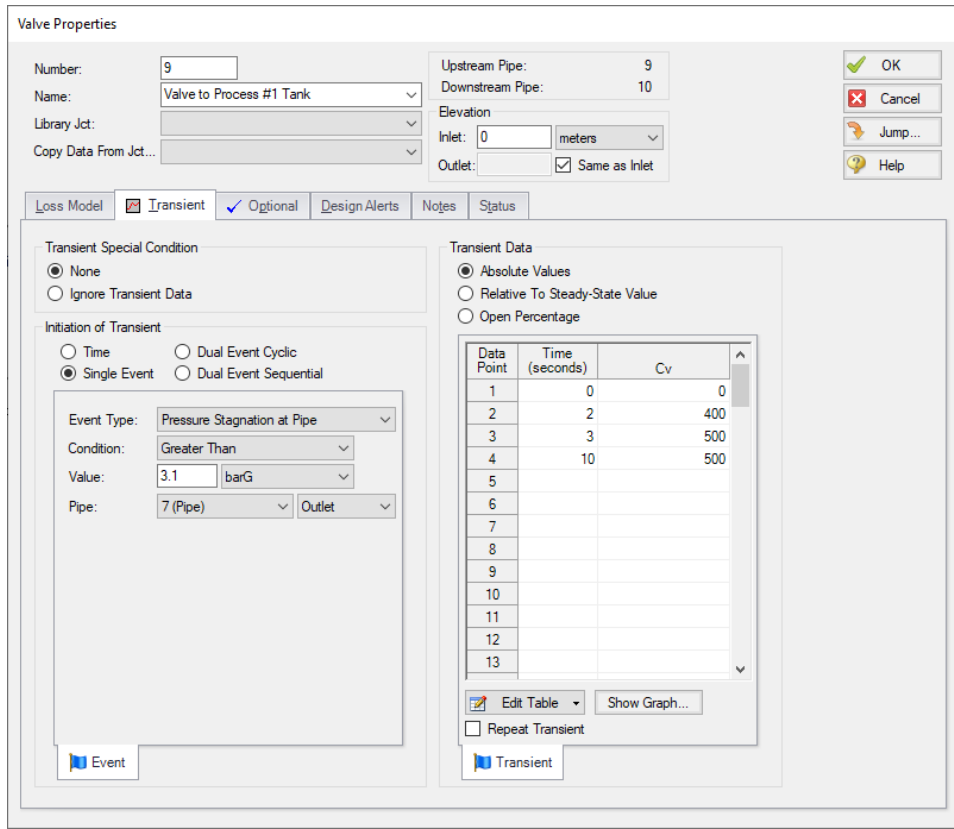 Valve Properties
Number: 9
Name: Valve to Process #1 Tank
Library Jct:
Copy Data From Jct...
Upstream Pipe: 9
Downstream Pipe: 10
Elevation
Inlet: 0 meters
Outlet: Same as Inlet
OK
Cancel
Jump...
Help
Loss Model Transient Optional Design Alerts Notes Status
Transient Special Condition
None
Ignore Transient Data
Initiation of Transient
Time Dual Event Cyclic
Single Event Dual Event Sequential
Event Type: Pressure Stagnation at Pipe
Condition: Greater Than
Value: 3.1 barG
Pipe: 7 (Pipe) Outlet
Event
Transient Data
Absolute Values
Relative To Steady-State Value
Open Percentage
Data Point Time (seconds) Cv
1 0 0
2 2 400
3 3 500
4 10 500
5
6
7
8
9
10
11
12
13
Edit Table Show Graph...
Repeat Transient
Transient